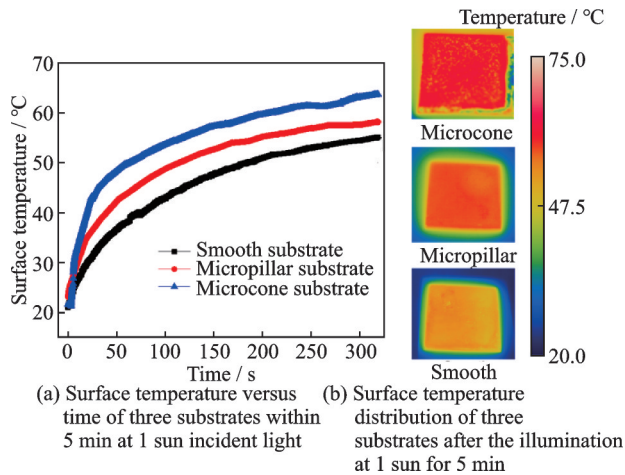 Temperature / °C
70
60
50
40
30
20
Surface temperature / °C
0 50 100 150 200 250 300
Time / s
Smooth substrate
Micropillar substrate
Microcone substrate
Microcone
Micropillar
Smooth
75.0
47.5
20.0
(a) Surface temperature versus
time of three substrates within
5 min at 1 sun incident light
(b) Surface temperature
distribution of three
substrates after the illumination
at 1 sun for 5 min